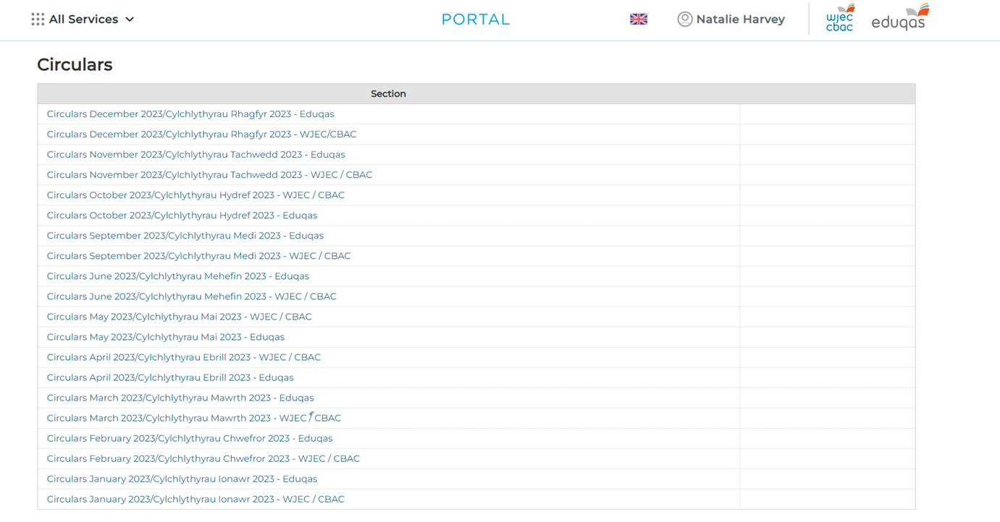 All Services
PORTAL
Natalie Harvey
wjec
cbac
eduqas
Circulars
Section
Circulars December 2023/Cylchlythyrau Rhagfyr 2023 - Eduqas
Circulars December 2023/Cylchlythyrau Rhagfyr 2023 - WJEC/CBAC
Circulars November 2023/Cylchlythyrau Tachwedd 2023 - Eduqas
Circulars November 2023/Cylchlythyrau Tachwedd 2023 - WJEC / CBAC
Circulars October 2023/Cylchlythyrau Hydref 2023 - WJEC / CBAC
Circulars October 2023/Cylchlythyrau Hydref 2023 - Eduqas
Circulars September 2023/Cylchlythyrau Medi 2023 - Eduqas
Circulars September 2023/Cylchlythyrau Medi 2023 - WJEC / CBAC
Circulars June 2023/Cylchlythyrau Mehefin 2023 - Eduqas
Circulars June 2023/Cylchlythyrau Mehefin 2023 - WJEC / CBAC
Circulars May 2023/Cylchlythyrau Mai 2023 - WJEC / CBAC
Circulars May 2023/Cylchlythyrau Mai 2023 - Eduqas
Circulars April 2023/Cylchlythyrau Ebrill 2023 - WJEC / CBAC
Circulars April 2023/Cylchlythyrau Ebrill 2023 - Eduqas
Circulars March 2023/Cylchlythyrau Mawrth 2023 - Eduqas
Circulars March 2023/Cylchlythyrau Mawrth 2023 - WJEC / CBAC
Circulars February 2023/Cylchlythyrau Chwefror 2023 - Eduqas
Circulars February 2023/Cylchlythyrau Chwefror 2023 - WJEC / CBAC
Circulars January 2023/Cylchlythyrau Ionawr 2023 - Eduqas
Circulars January 2023/Cylchlythyrau Ionawr 2023 - WJEC / CBAC